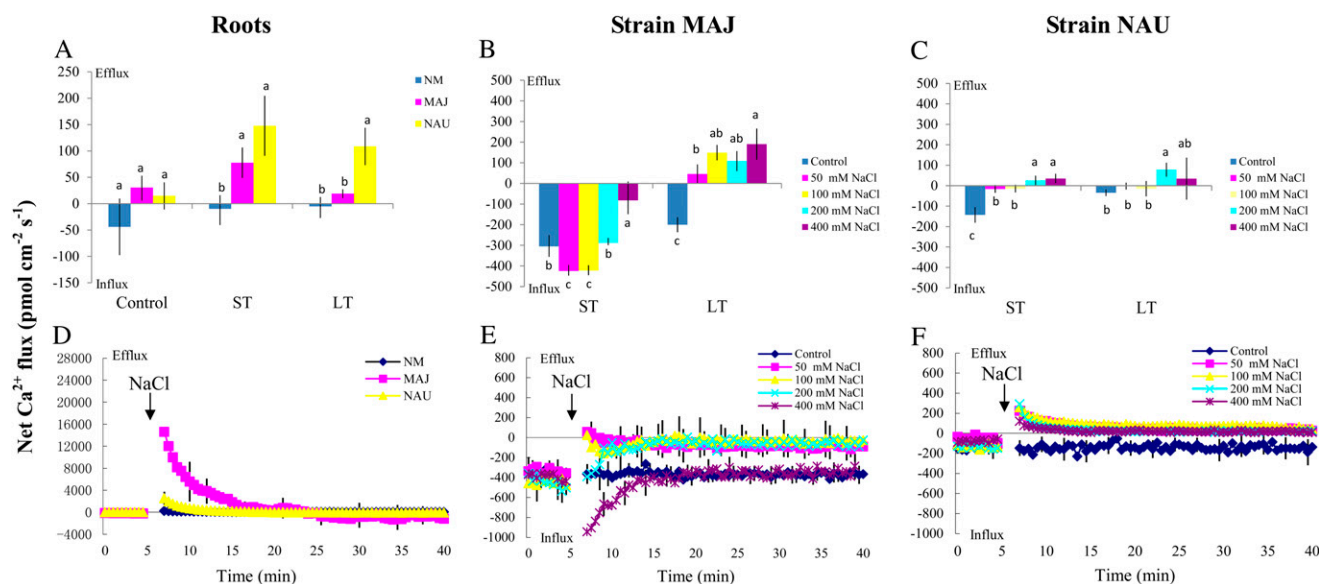 Roots
Strain MAJ
Strain NAU
Net Ca²⁺ flux (pmol cm⁻² s⁻¹)
A
250
200
150
100
50
0
-50
-100
-150
Efflux
Influx
NM
MAJ
NAU
a a a
b a a
b b a
Control ST LT
B
500
400
300
200
100
0
-100
-200
-300
-400
-500
Efflux
Influx
Control
50 mM NaCl
100 mM NaCl
200 mM NaCl
400 mM NaCl
b c c b a
c b ab ab a
ST LT
C
500
400
300
200
100
0
-100
-200
-300
-400
-500
Efflux
Influx
Control
50 mM NaCl
100 mM NaCl
200 mM NaCl
400 mM NaCl
c b b a a
b b b a ab
ST LT
D
28000
24000
20000
16000
12000
8000
4000
0
-4000
Efflux
NaCl
NM
MAJ
NAU
0 5 10 15 20 25 30 35 40
Time (min)
E
800
600
400
200
0
-200
-400
-600
-800
-1000
Efflux
NaCl
Influx
Control
50 mM NaCl
100 mM NaCl
200 mM NaCl
400 mM NaCl
0 5 10 15 20 25 30 35 40
Time (min)
F
800
600
400
200
0
-200
-400
-600
-800
-1000
Efflux
NaCl
Influx
Control
50 mM NaCl
100 mM NaCl
200 mM NaCl
400 mM NaCl
0 5 10 15 20 25 30 35 40
Time (min)